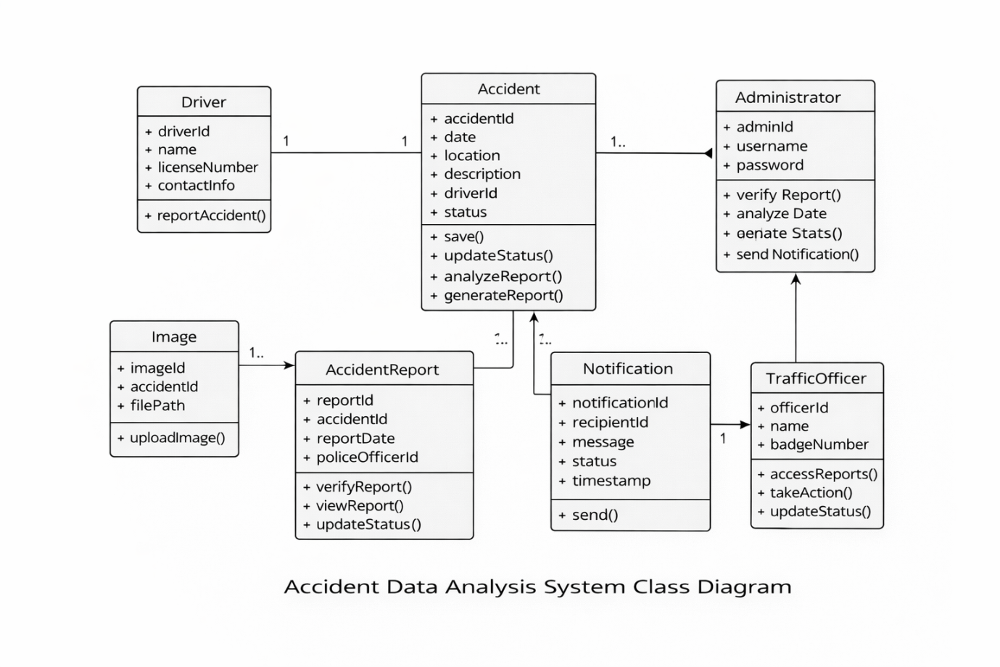 Driver
+ driverId
+ name
+ licenseNumber
+ contactInfo
+ reportAccident()
1
1
Accident
+ accidentId
+ date
+ location
+ description
+ driverId
+ status
+ save()
+ updateStatus()
+ analyzeReport()
+ generateReport()
1..
Administrator
+ adminId
+ username
+ password
+ verify Report()
+ analyze Date
+ Stats()
+ send Notification()
Image
+ imageId
+ accidentId
+ filePath
+ uploadImage()
1..
AccidentReport
+ reportId
+ accidentId
+ reportDate
+ policeOfficerId
+ verifyReport()
+ viewReport()
+ updateStatus()
Notification
+ notificationId
+ recipientId
+ message
+ status
+ timestamp
+ send()
1
TrafficOfficer
+ officerId
+ name
+ badgeNumber
+ accessReports()
+ takeAction()
+ updateStatus()
Accident Data Analysis System Class Diagram